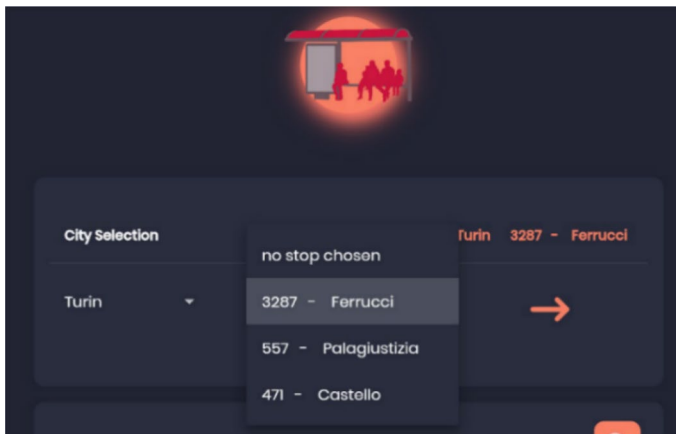 City Selection
Turin 3287 - Ferrucci
no stop chosen
Turin
3287 - Ferrucci
557 - Palagiustizia
471 - Castello